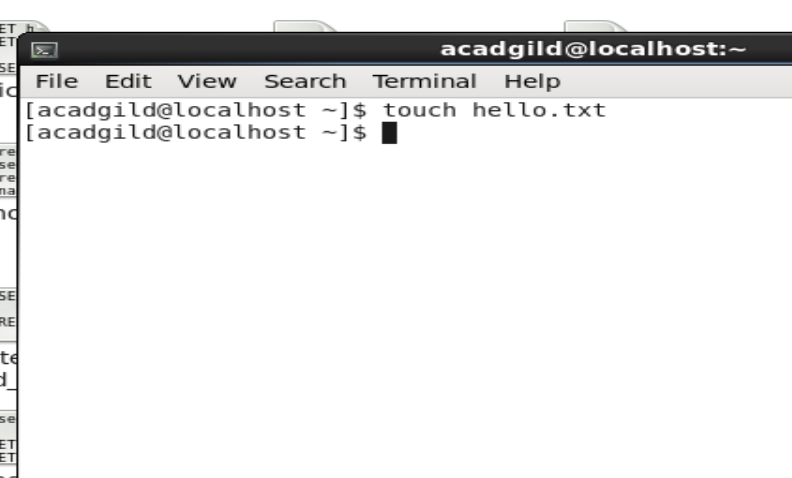 acadgild@localhost:~
File Edit View Search Terminal Help
[acadgild@localhost ~]$ touch hello.txt
[acadgild@localhost ~]$